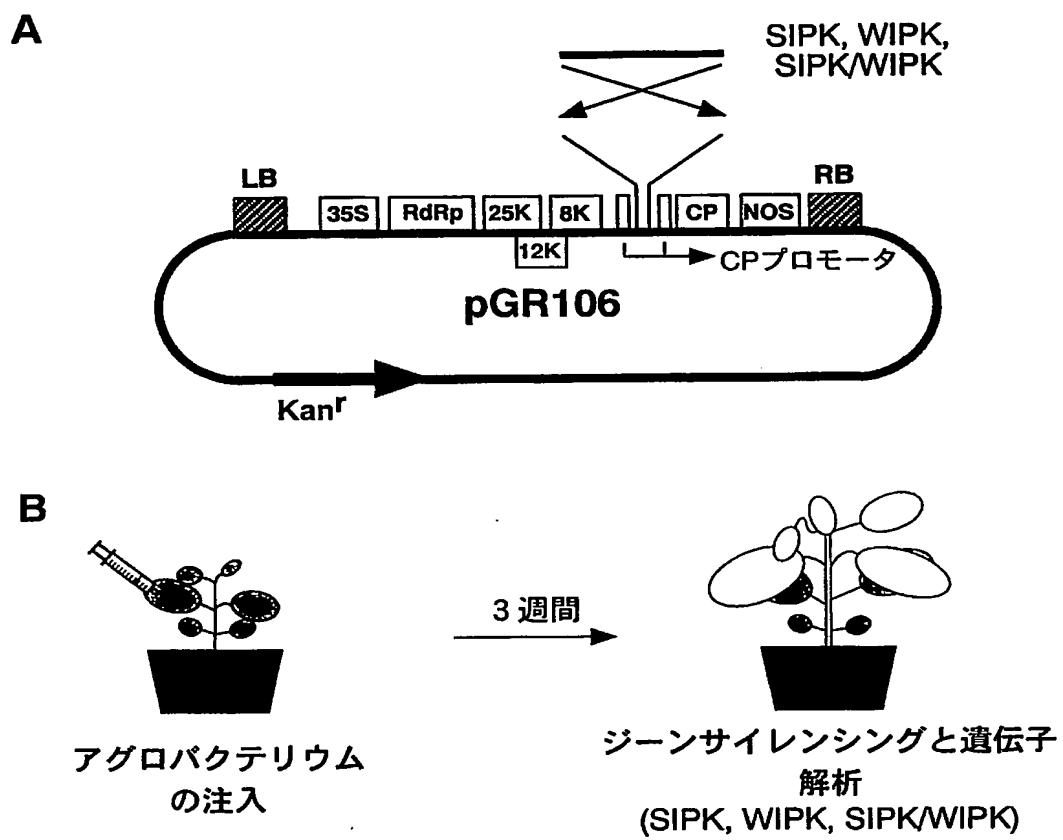 A
SIPK, WIPK,
SIPK/WIPK
LB
RB
35S
RdRp
25K
8K
CP
NOS
12K
CPプロモータ
pGR106
Kanr
B
3 週間
アグロバクテリウム
の注入
ジーンサイレンシングと遺伝子
解析
(SIPK, WIPK, SIPK/WIPK)